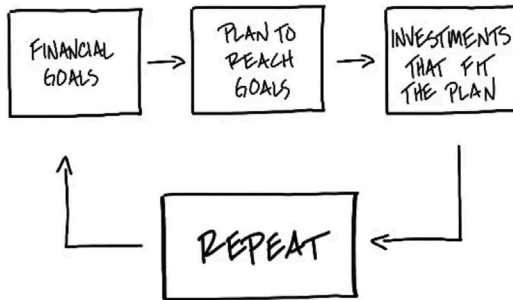 FINANCIAL
GOALS
PLAN TO
REACH
GOALS
INVESTMENTS
THAT FIT
THE PLAN
REPEAT